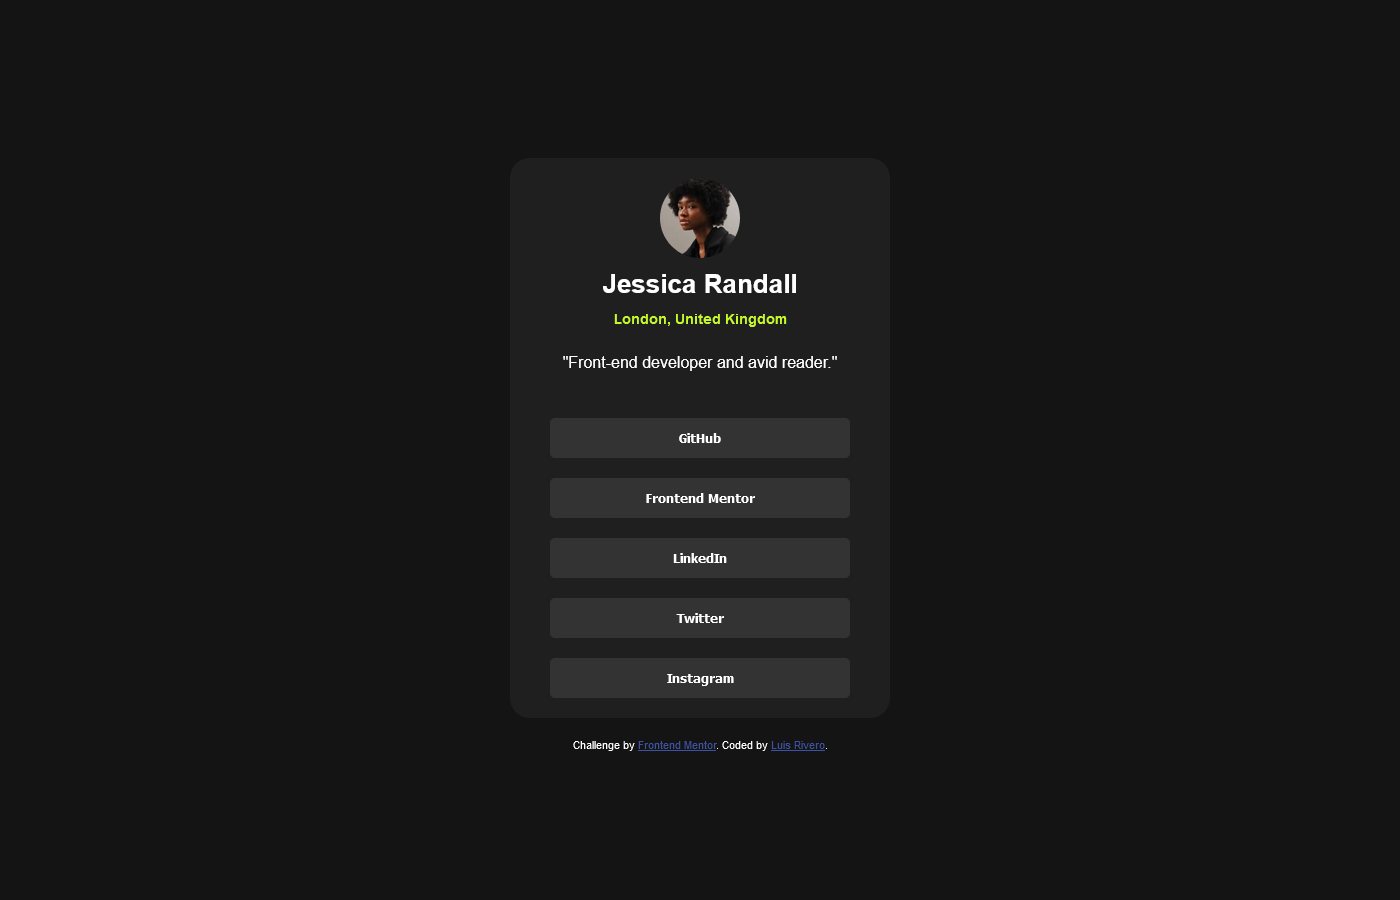 Jessica Randall
London, United Kingdom
"Front-end developer and avid reader."
GitHub
Frontend Mentor
LinkedIn
Twitter
Instagram
Challenge by Frontend Mentor. Coded by Luis Rivero.